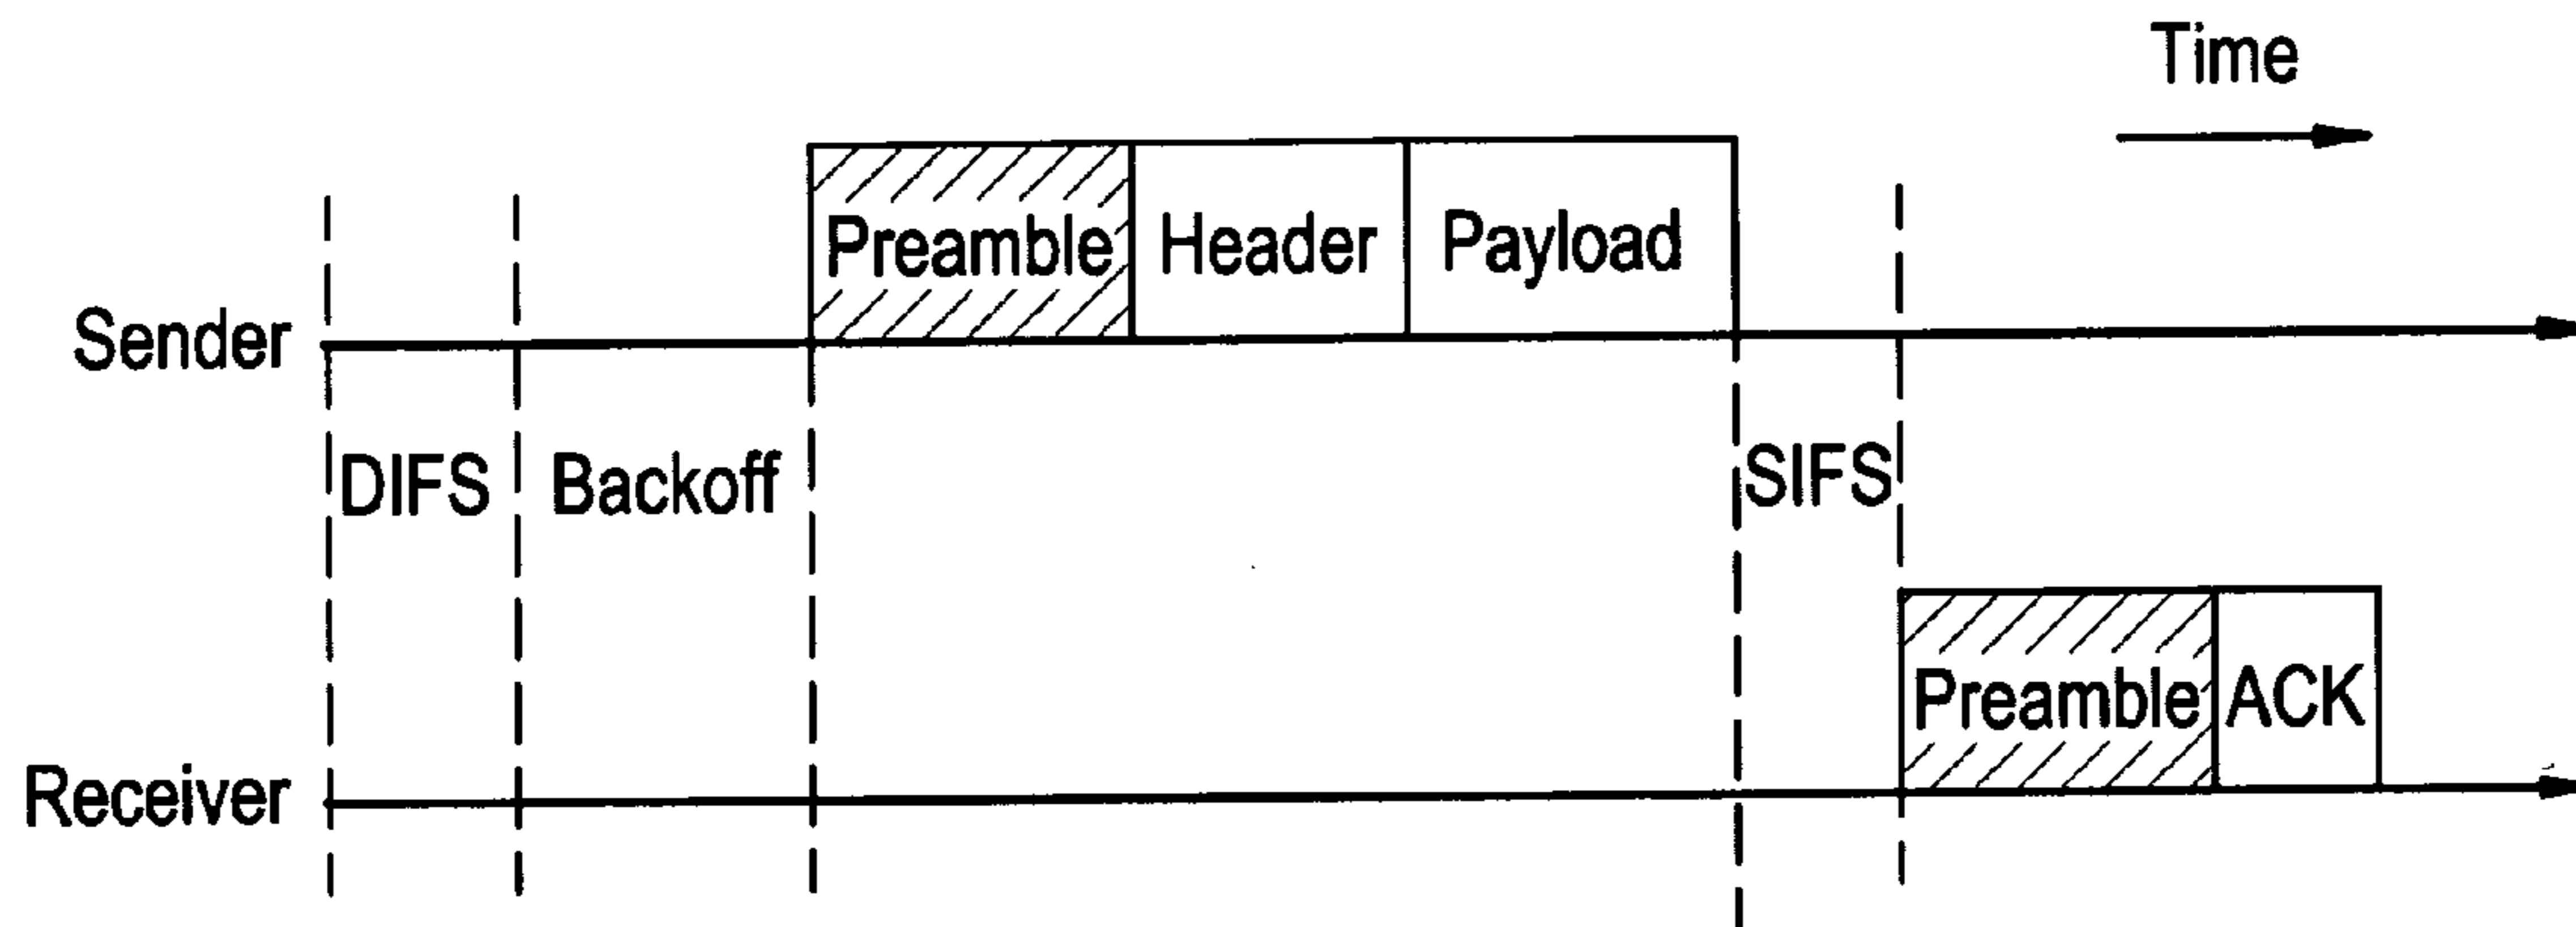 Time
Preamble Header Payload
Sender
DIFS Backoff SIFS
Preamble ACK
Receiver